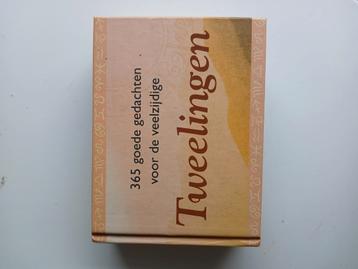 365 goede gedachten
voor de veelzijdige
Tweelingen